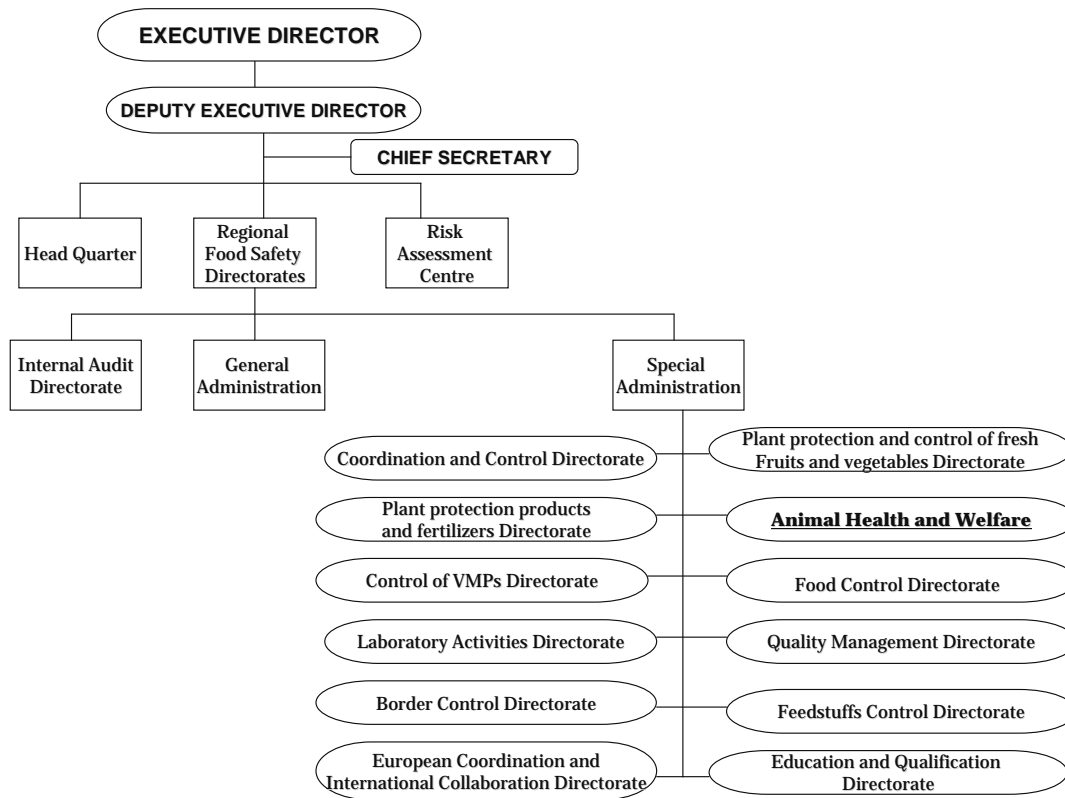 EXECUTIVE DIRECTOR
DEPUTY EXECUTIVE DIRECTOR
CHIEF SECRETARY
Head Quarter
Regional
Food Safety
Directorates
Risk
Assessment
Centre
Internal Audit
Directorate
General
Administration
Special
Administration
Coordination and Control Directorate
Plant protection and control of fresh
Fruits and vegetables Directorate
Plant protection products
and fertilizers Directorate
Animal Health and Welfare
Control of VMPs Directorate
Food Control Directorate
Laboratory Activities Directorate
Quality Management Directorate
Border Control Directorate
Feedstuffs Control Directorate
European Coordination and
International Collaboration Directorate
Education and Qualification
Directorate